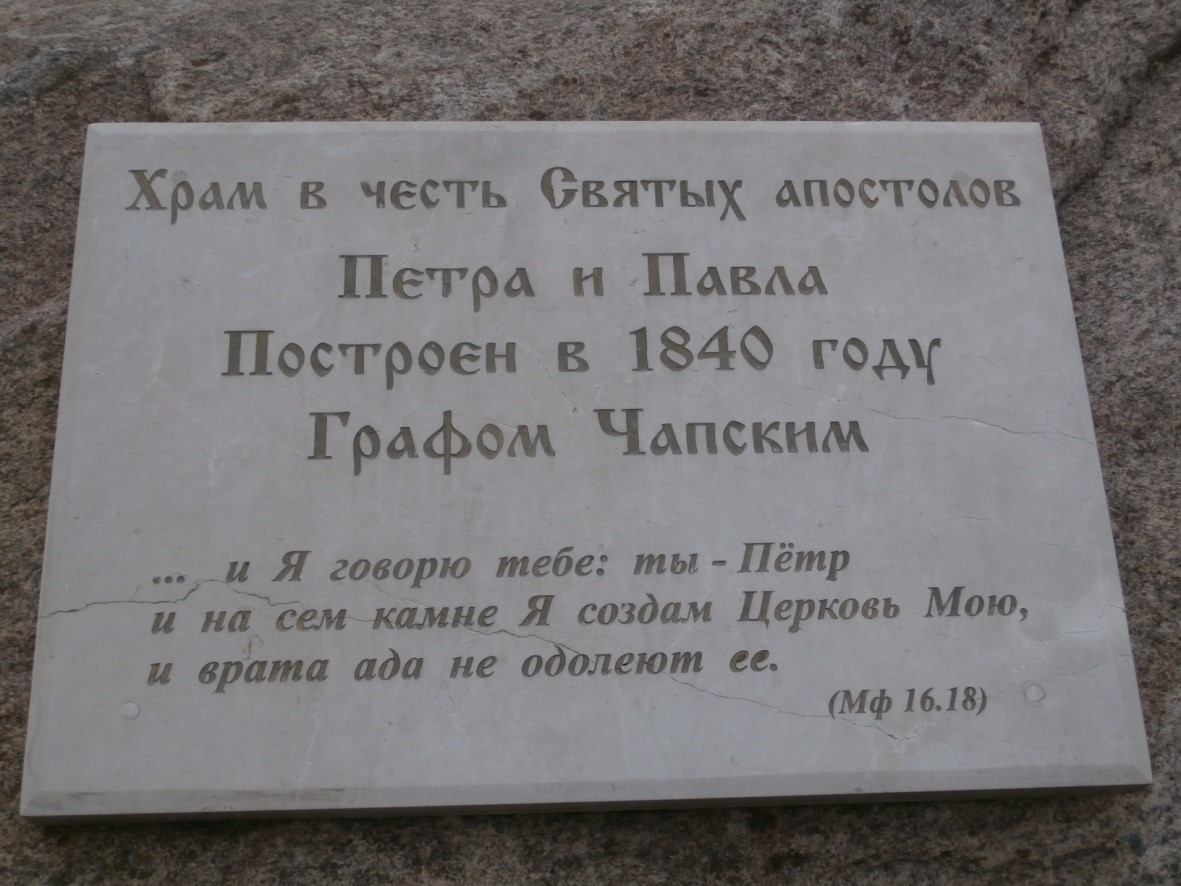 Храм в честь Святых апостолов
Петра и Павла
Построен в 1840 году
Графом Чапским
... и Я говорю тебе: ты - Пётр
и на сем камне Я создам Церковь Мою,
и врата ада не одолеют ее.
(Мф 16.18)